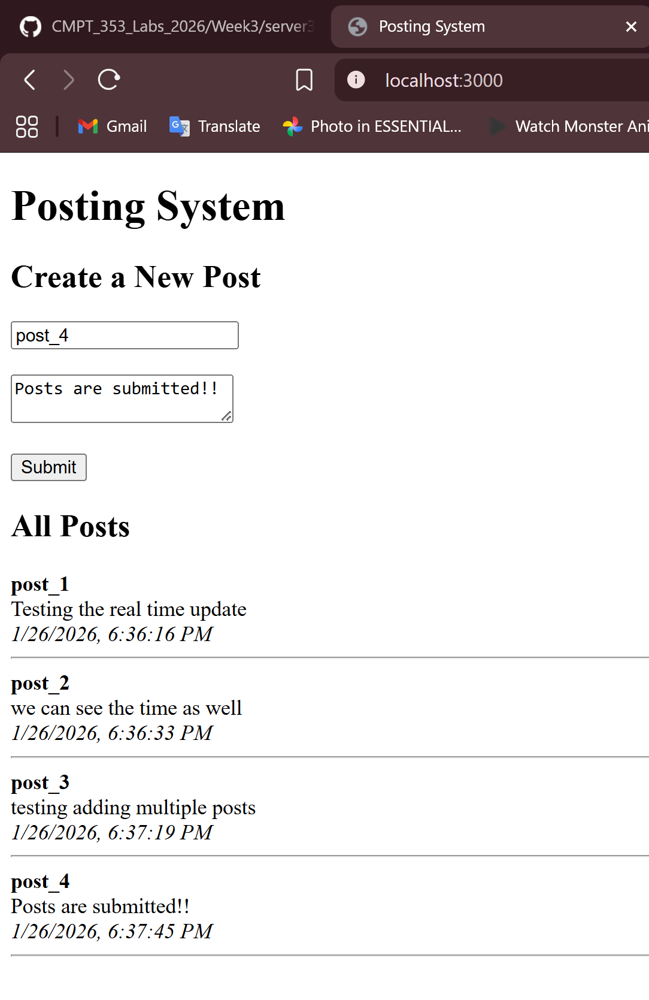 CMPT_353_Labs_2026/Week3/server3
Posting System
localhost:3000
Gmail
Translate
Photo in ESSENTIAL...
Watch Monster Ani
Posting System
Create a New Post
post_4
Posts are submitted!!
Submit
All Posts
post_1
Testing the real time update
1/26/2026, 6:36:16 PM
post_2
we can see the time as well
1/26/2026, 6:36:33 PM
post_3
testing adding multiple posts
1/26/2026, 6:37:19 PM
post_4
Posts are submitted!!
1/26/2026, 6:37:45 PM